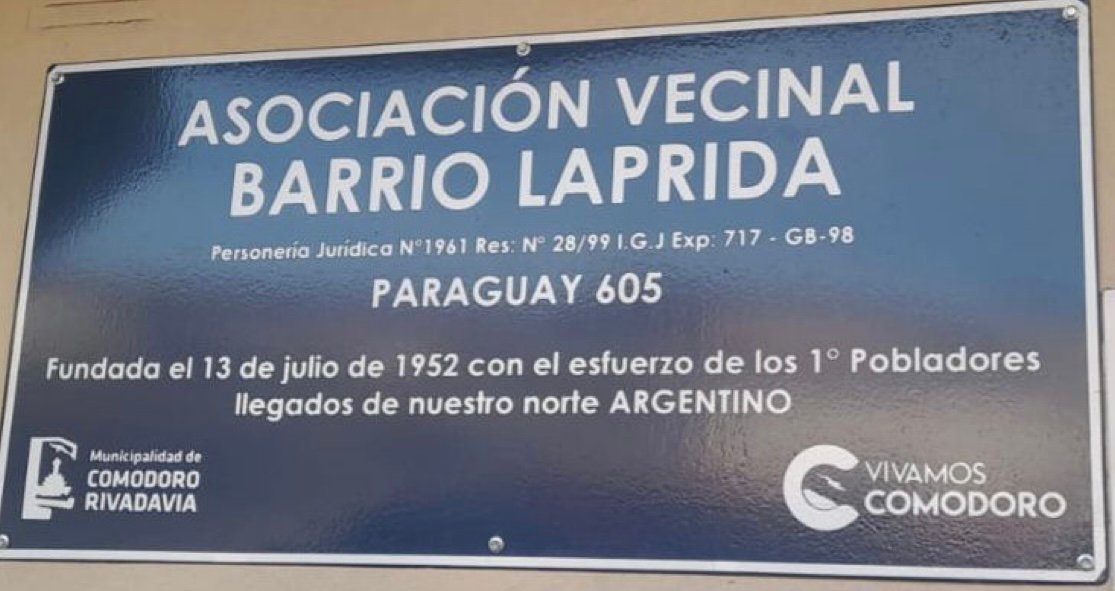 ASOCIACIÓN VECINAL
BARRIO LAPRIDA
Personería Jurídica N°1961 Res: N° 28/99 I.G.J Exp: 717 - GB-98
PARAGUAY 605
Fundada el 13 de julio de 1952 con el esfuerzo de los 1° Pobladores
llegados de nuestro norte ARGENTINO
Municipalidad de
COMODORO
RIVADAVIA
VIVAMOS
COMODORO